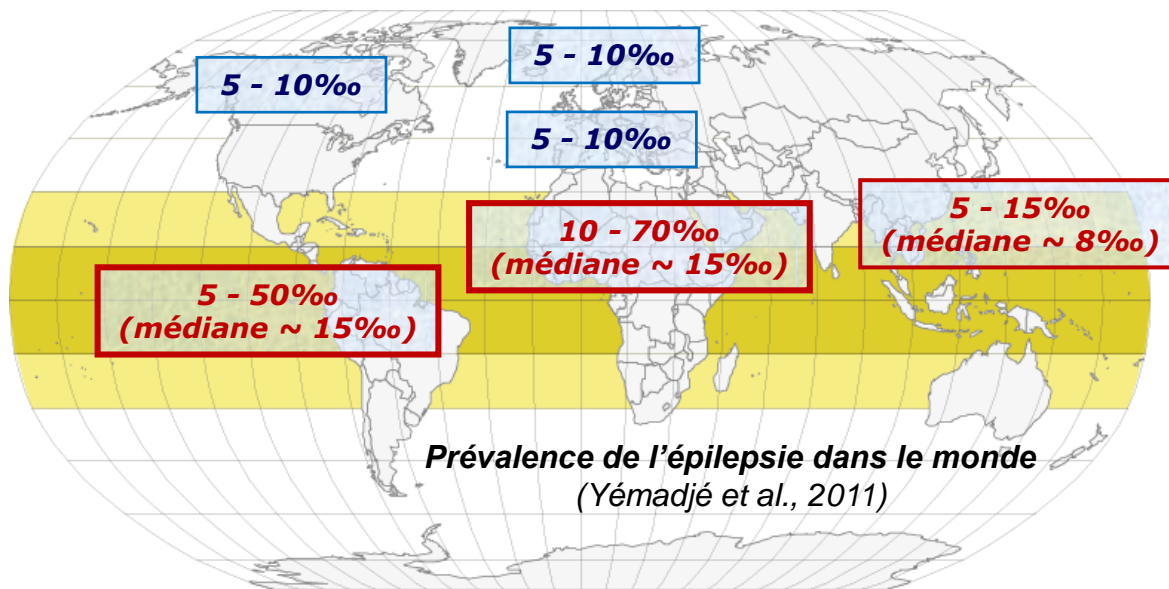 5 - 10‰
5 - 10‰
5 - 10‰
5 - 15‰
(médiane ~ 8‰)
10 - 70‰
(médiane ~ 15‰)
5 - 50‰
(médiane ~ 15‰)
Prévalence de l’épilepsie dans le monde
(Yémadjé et al., 2011)